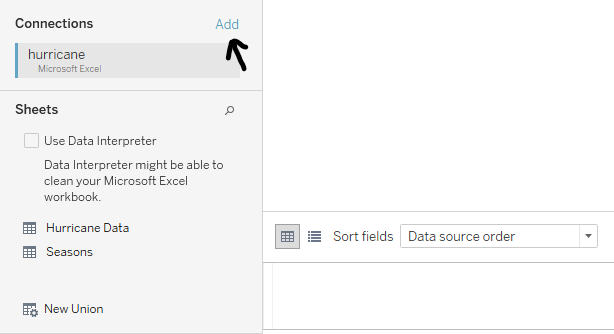 Connections Add
hurricane
Microsoft Excel
Sheets
Use Data Interpreter
Data Interpreter might be able to
clean your Microsoft Excel
workbook.
Hurricane Data
Seasons
New Union
Sort fields Data source order